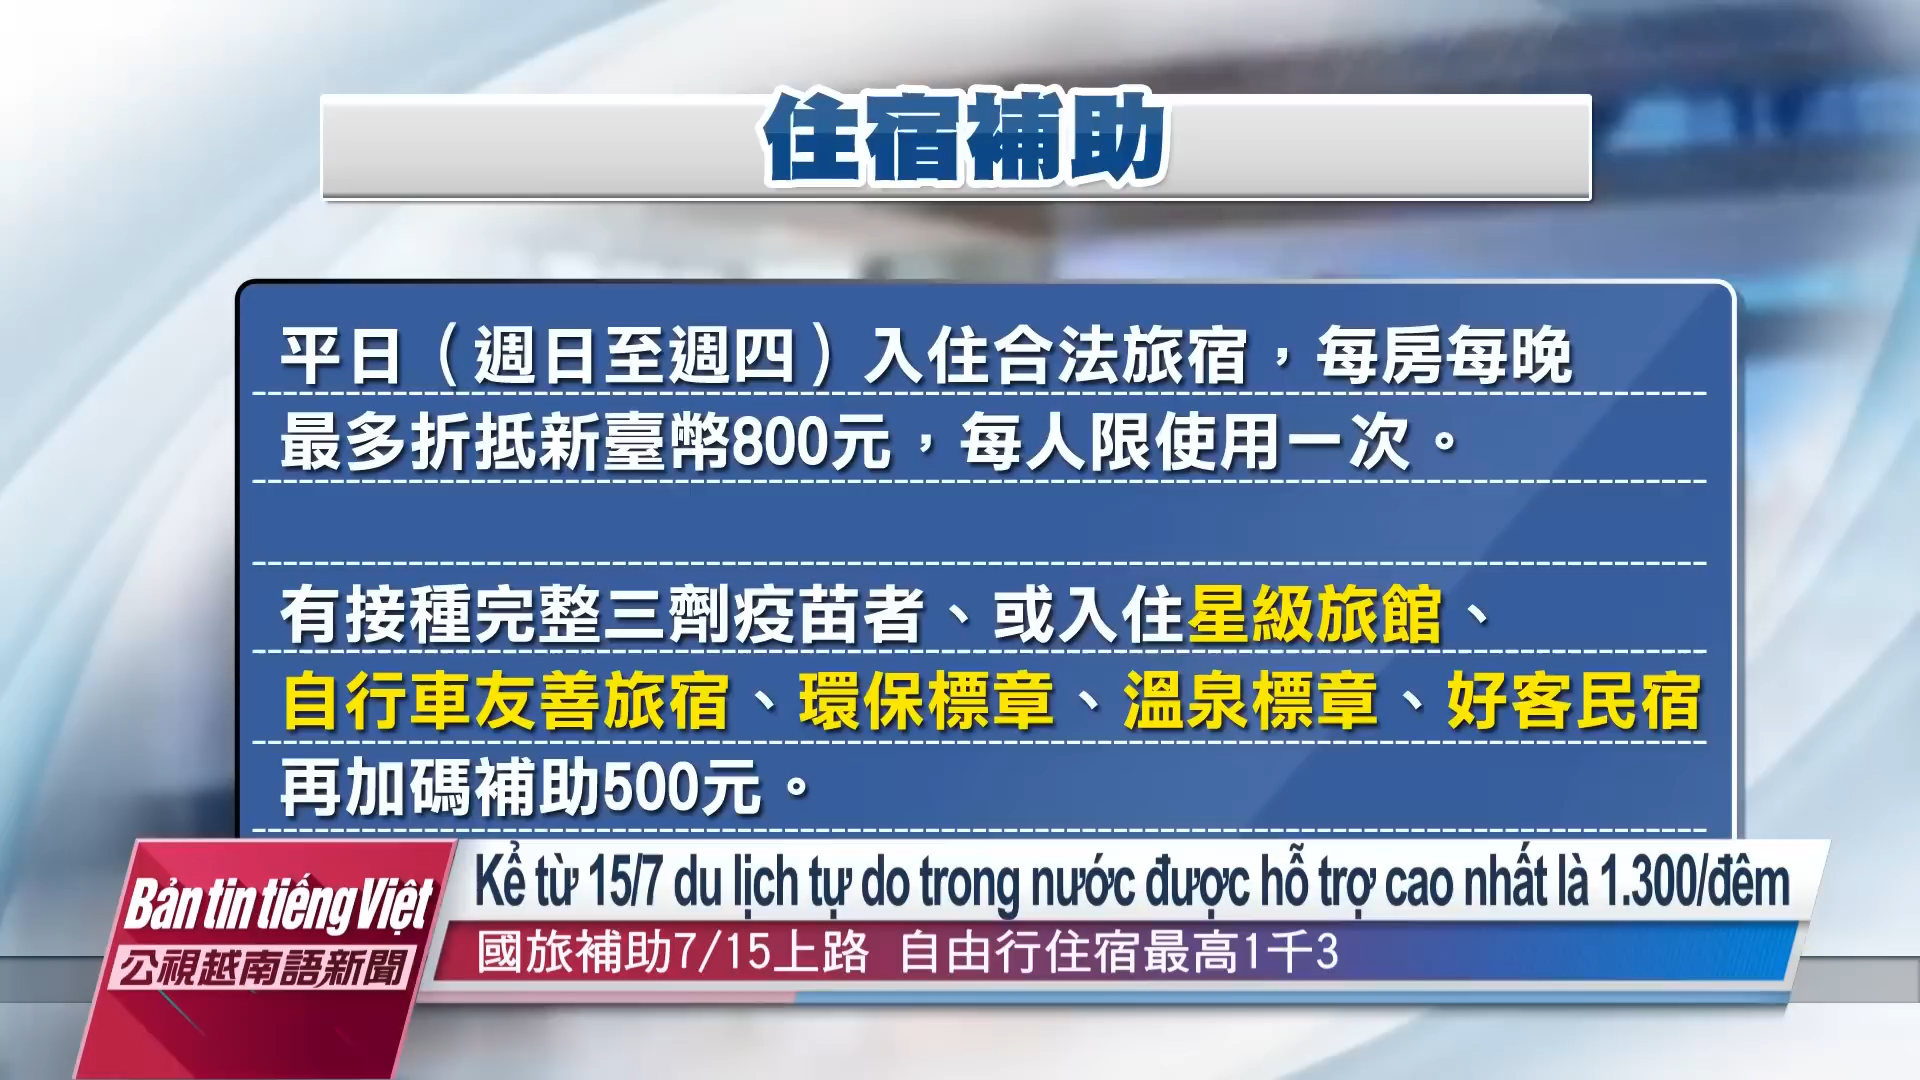 住宿補助
平日（週日至週四）入住合法旅宿，每房每晚
最多折抵新臺幣800元，每人限使用一次。
有接種完整三劑疫苗者、或入住星級旅館、
自行車友善旅宿、環保標章、溫泉標章、好客民宿
再加碼補助500元。
Bản tin tiếng Việt
公視越南語新聞
Kể từ 15/7 du lịch tự do trong nước được hỗ trợ cao nhất là 1.300/đêm
國旅補助7/15上路 自由行住宿最高1千3